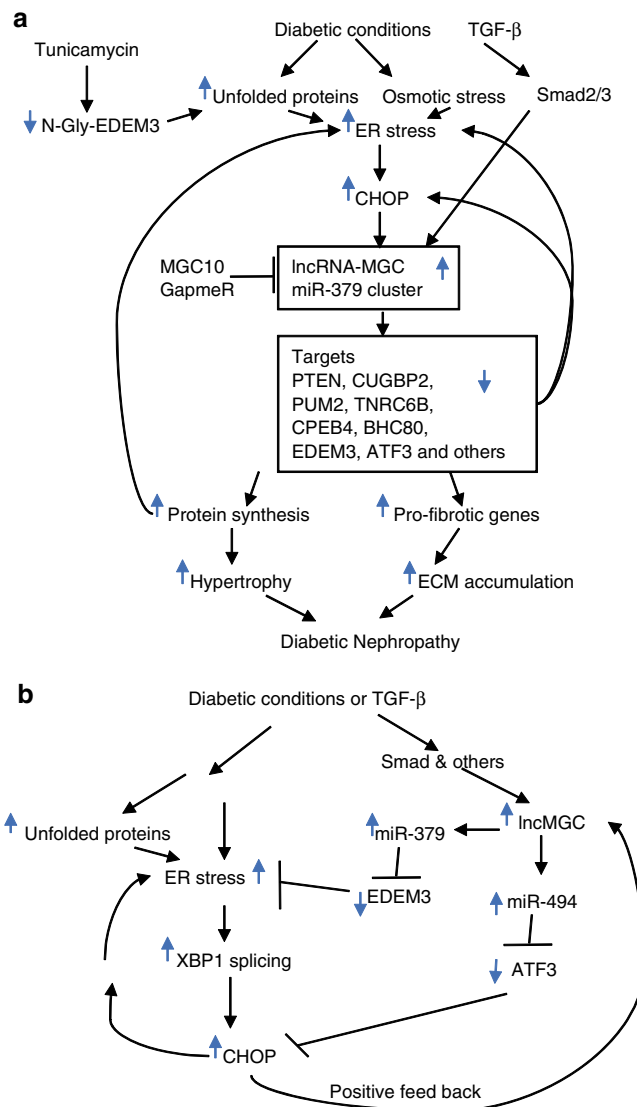 a
Diabetic conditions
TGF-β
Tunicamycin
Unfolded proteins
Osmotic stress
Smad2/3
N-Gly-EDEM3
ER stress
CHOP
MGC10
GapmeR
lncRNA-MGC
miR-379 cluster
Targets
PTEN, CUGBP2,
PUM2, TNRC6B,
CPEB4, BHC80,
EDEM3, ATF3 and others
Protein synthesis
Pro-fibrotic genes
Hypertrophy
ECM accumulation
Diabetic Nephropathy
b
Diabetic conditions or TGF-β
Smad & others
Unfolded proteins
miR-379
lncMGC
ER stress
EDEM3
miR-494
XBP1 splicing
ATF3
CHOP
Positive feed back